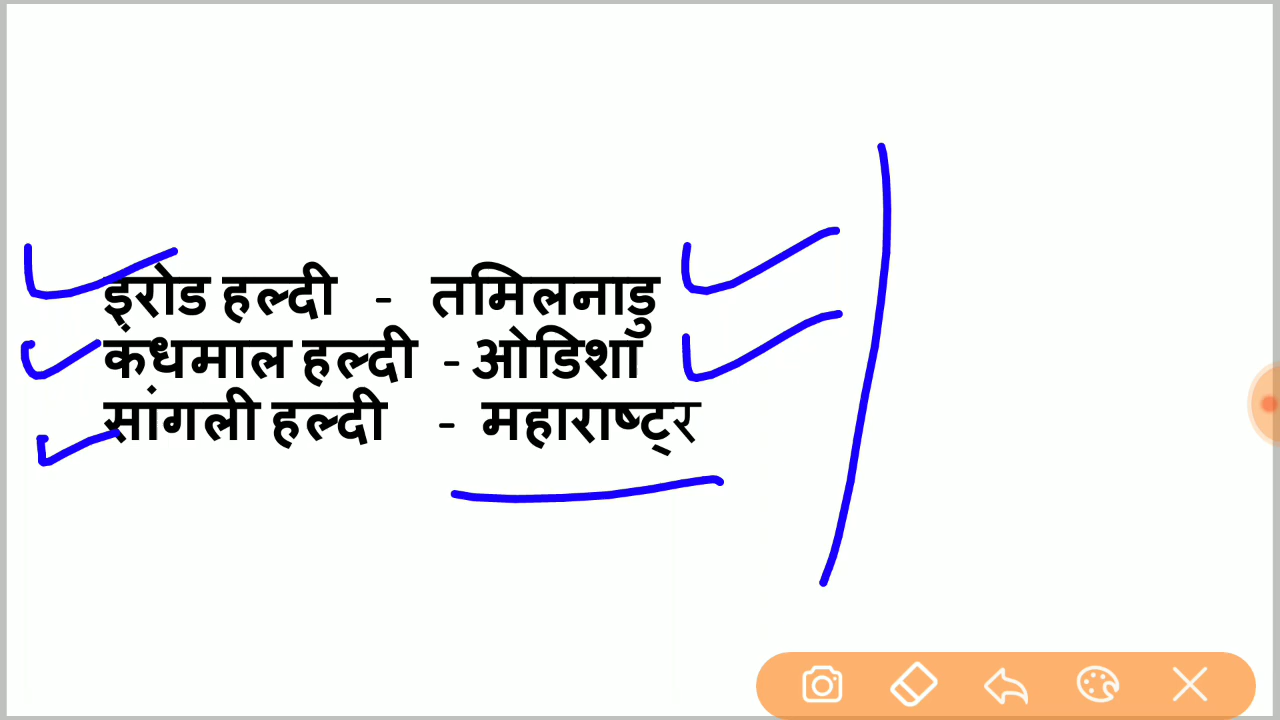 इरोड हल्दी - तमिलनाडु
कंधमाल हल्दी - ओडिशा
सांगली हल्दी - महाराष्ट्र